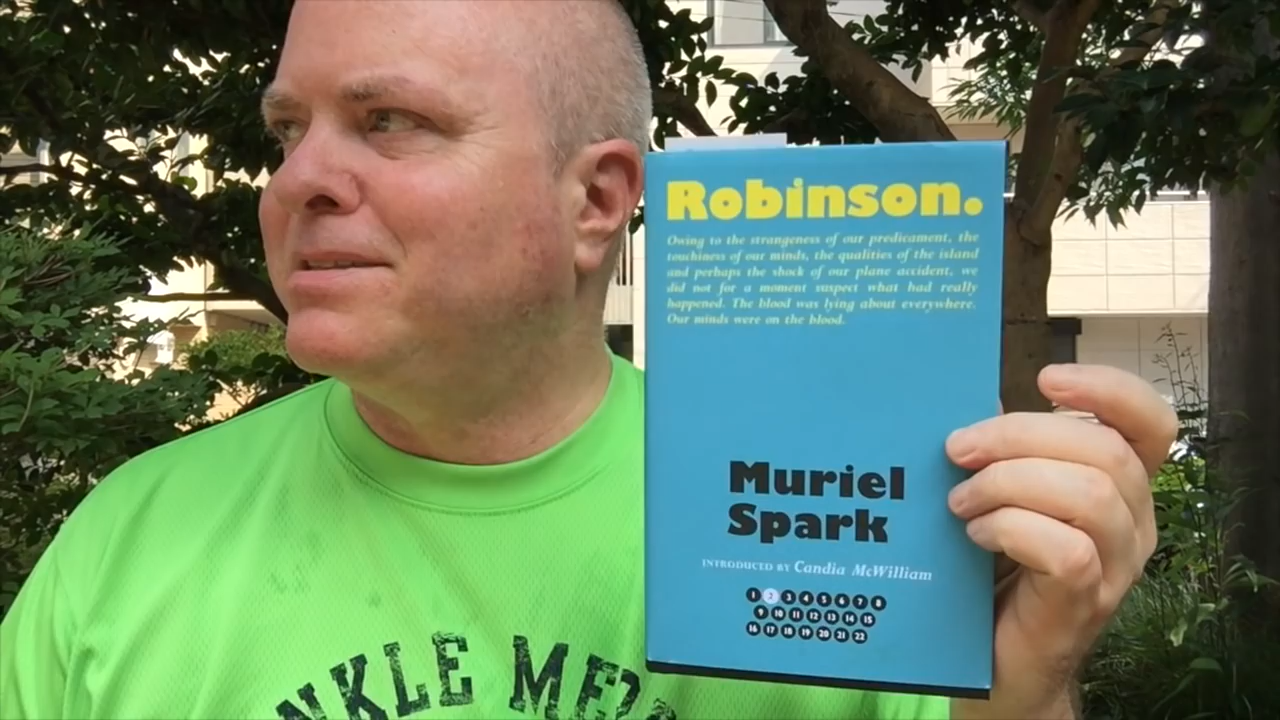 Robinson.
Owing to the strangeness of our predicament, the
touchiness of our minds, the qualities of the island
and perhaps the shock of our plane accident, we
did not for a moment suspect what had really
happened. The blood was lying about everywhere.
Our minds were on the blood.
Muriel
Spark
INTRODUCED BY Candia McWilliam
1 2 3 4 5 6 7 8
9 10 11 12 13 14 15
16 17 18 19 20 21 22
NKLE ME